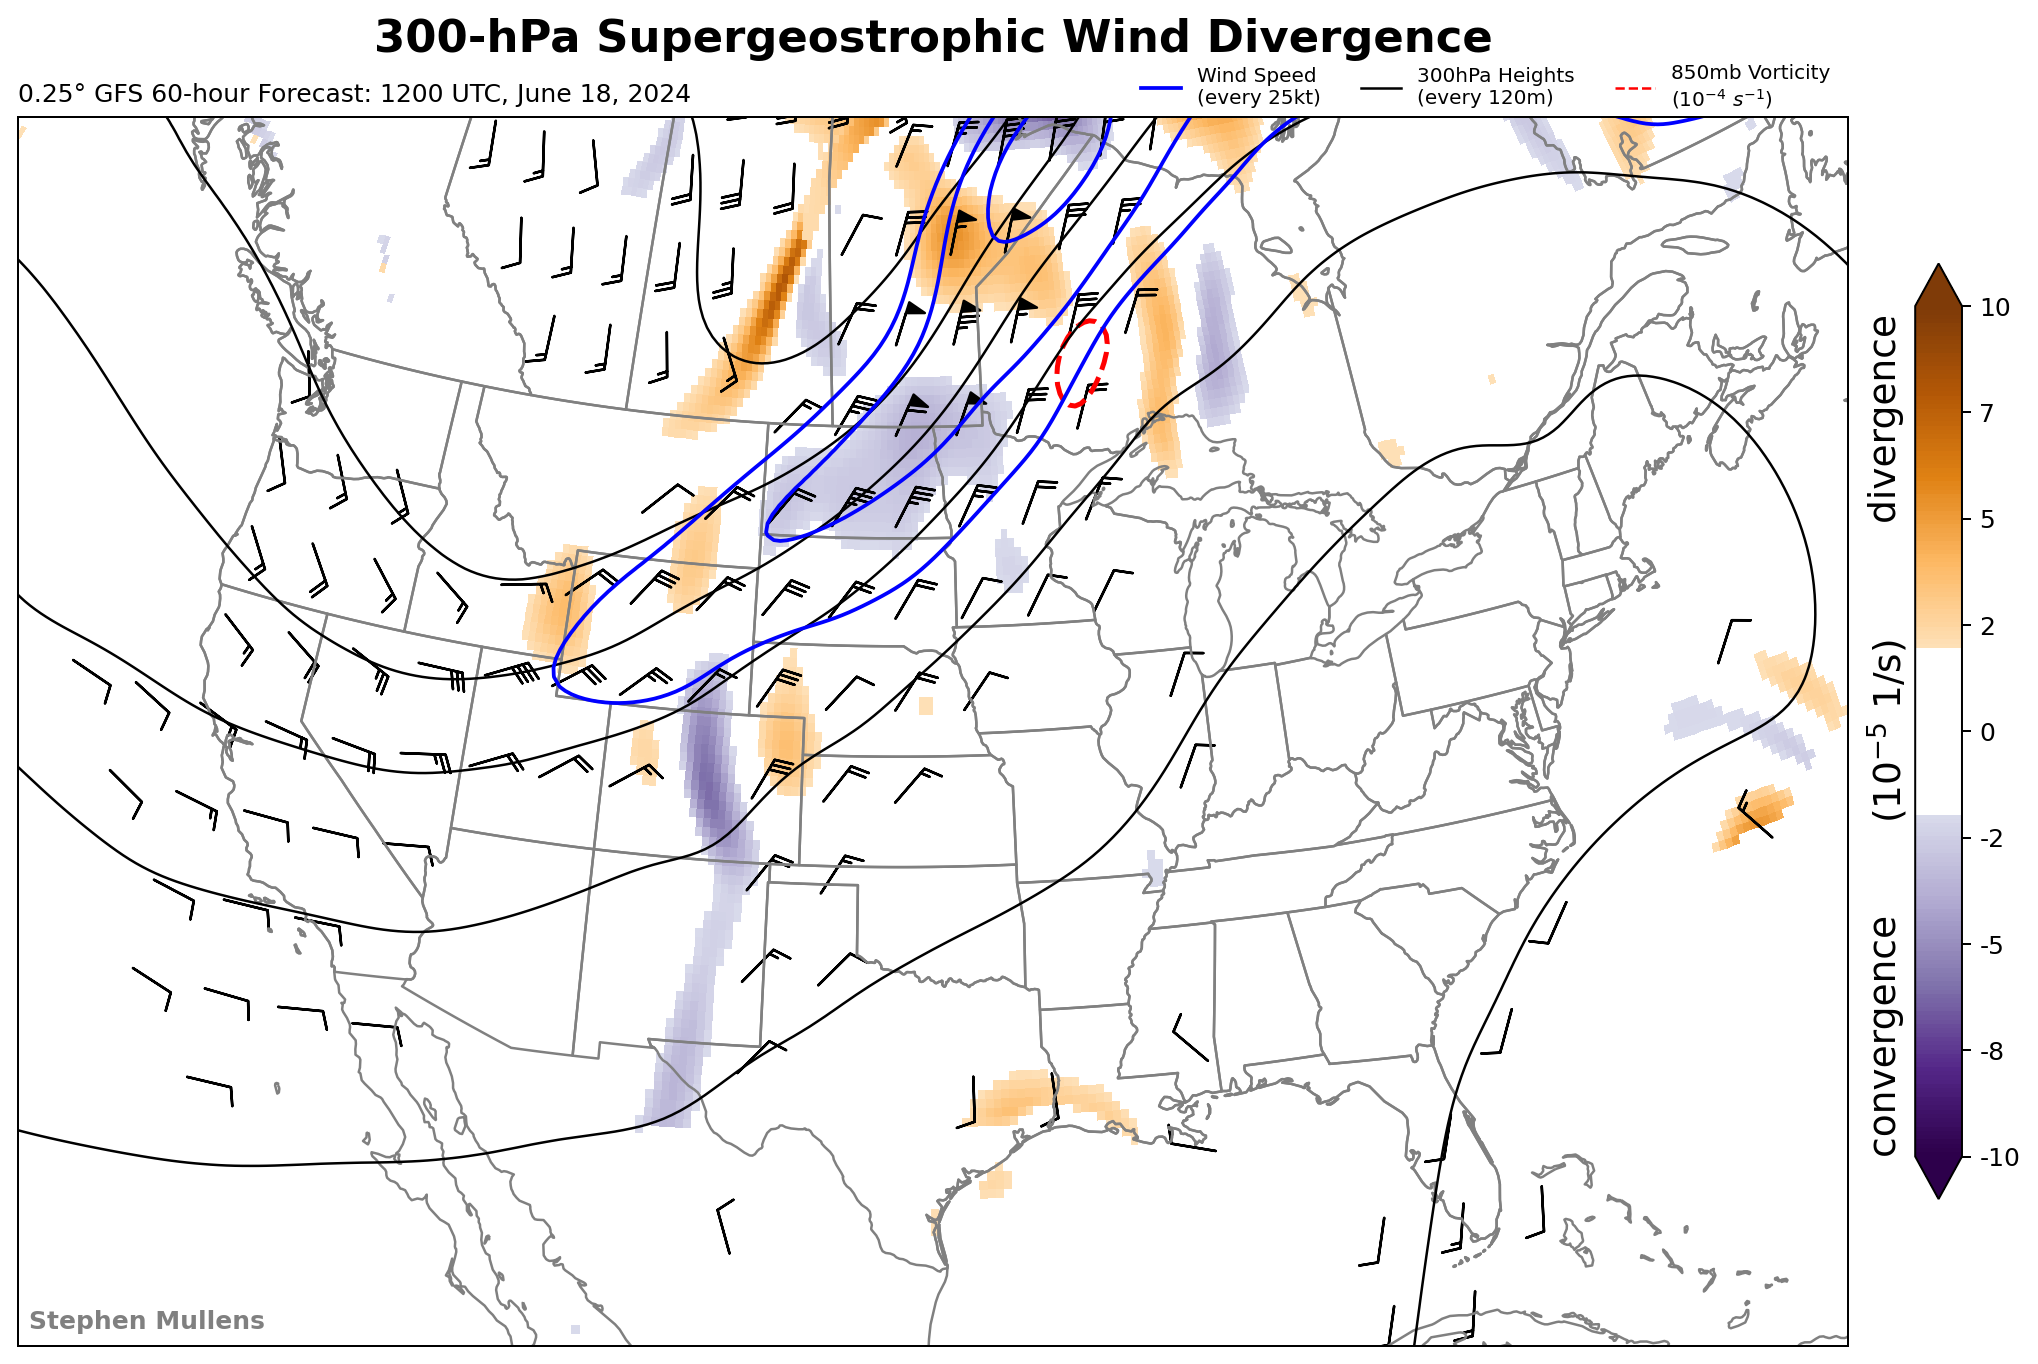 300-hPa Supergeostrophic Wind Divergence
0.25° GFS 60-hour Forecast: 1200 UTC, June 18, 2024
Wind Speed
(every 25kt)
300hPa Heights
(every 120m)
850mb Vorticity
(10⁻⁴ s⁻¹)
10
7
5
2
0
-2
-5
-8
-10
convergence (10⁻⁵ 1/s) divergence
Stephen Mullens